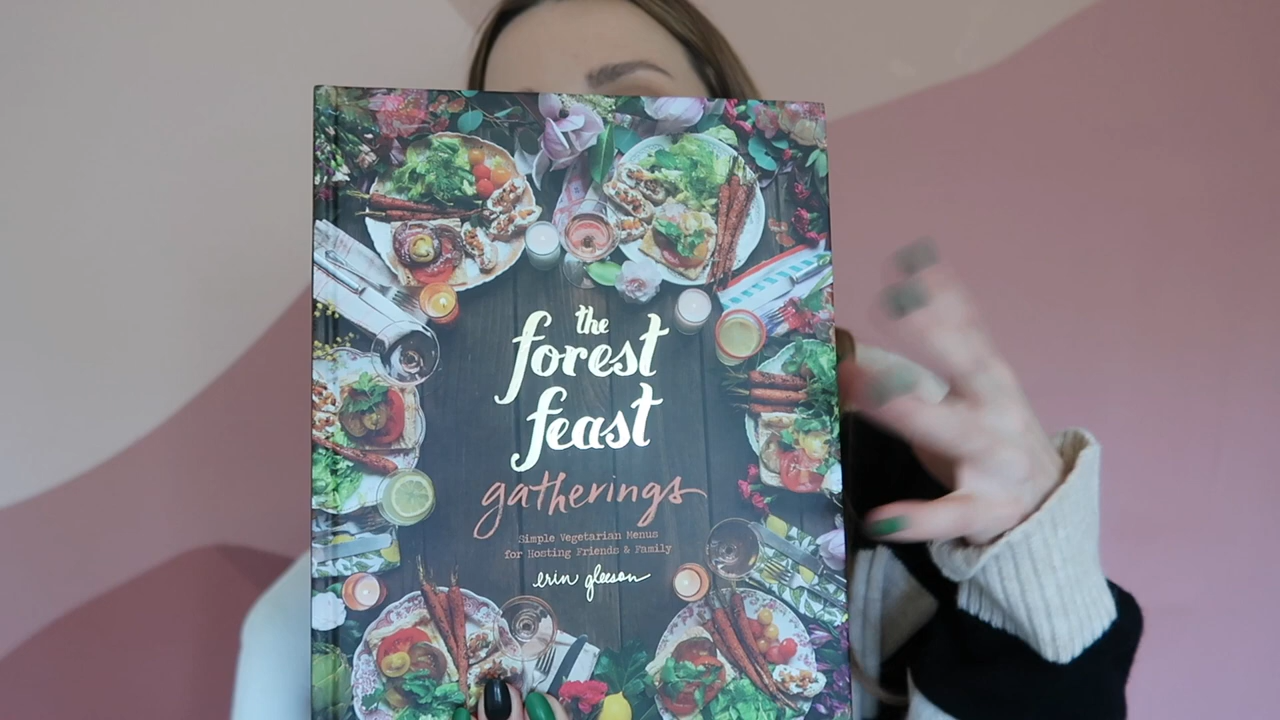 the
forest
feast
gatherings
Simple Vegetarian Menus
for Hosting Friends & Family
erin gleeson